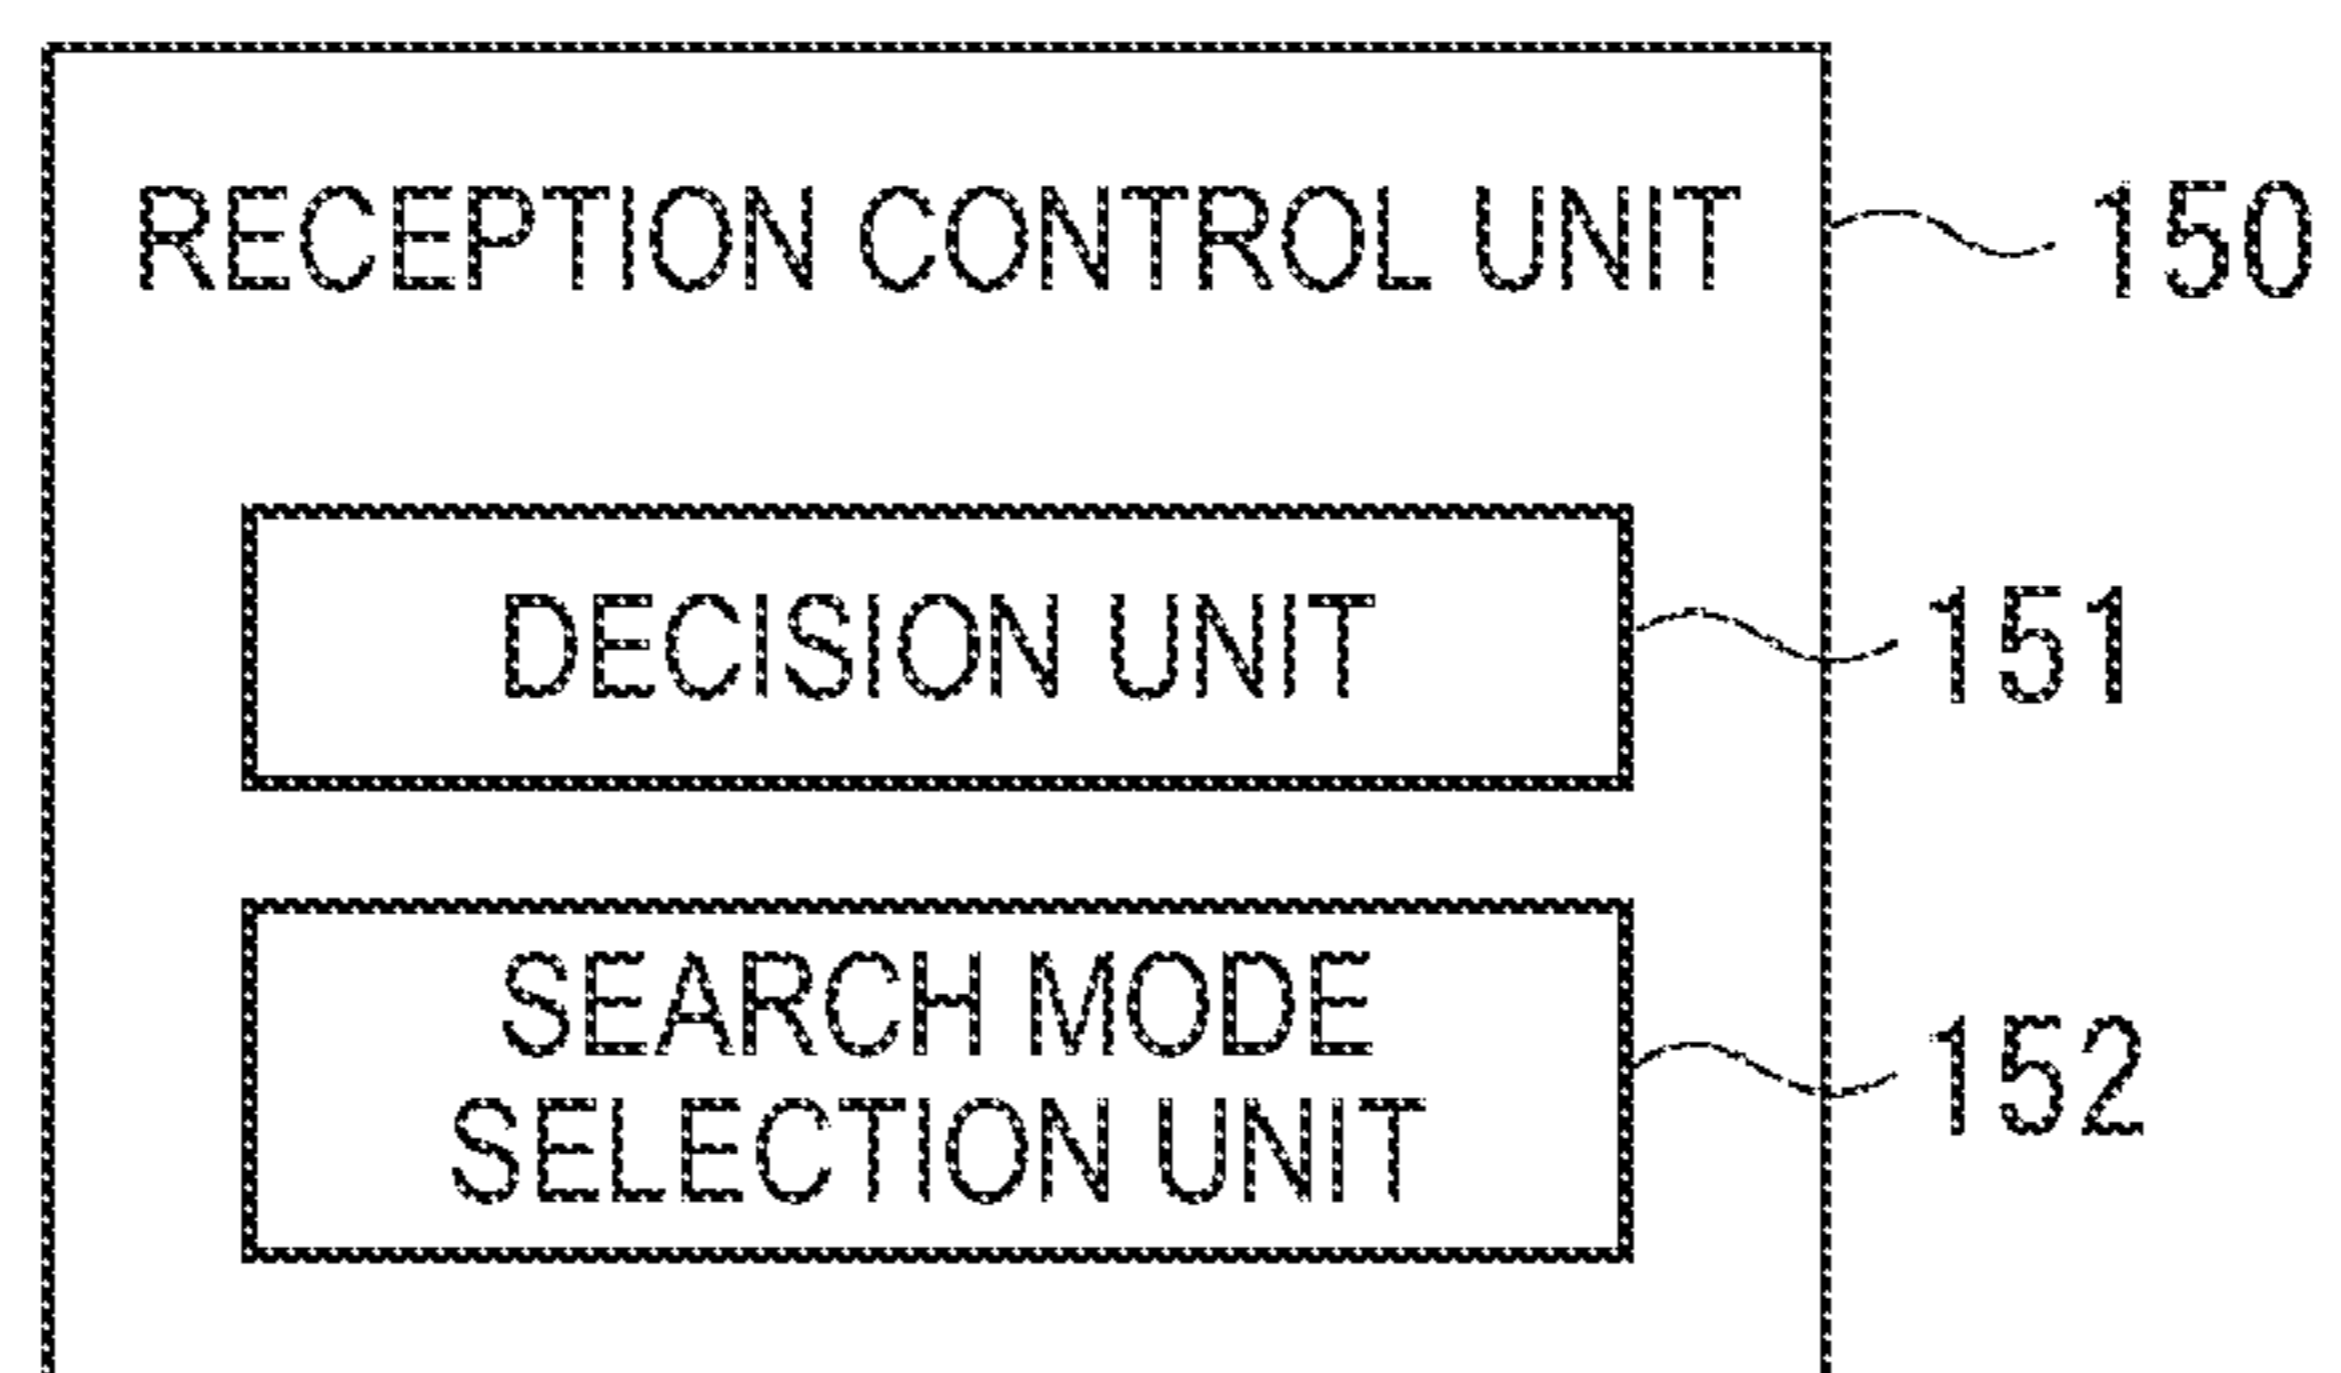 RECEPTION CONTROL UNIT 150
DECISION UNIT 151
SEARCH MODE
SELECTION UNIT
152